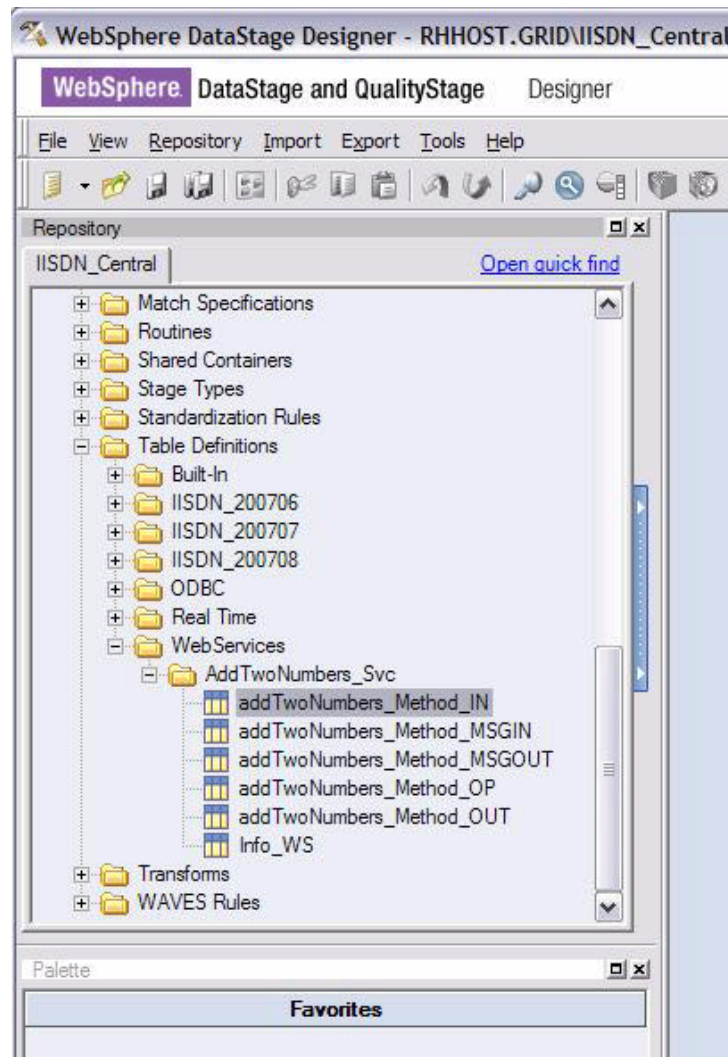 WebSphere DataStage Designer - RHHOST.GRID\IISDN_Central
WebSphere. DataStage and QualityStage Designer
File View Repository Import Export Tools Help
Repository
IISDN_Central Open quick find
Match Specifications
Routines
Shared Containers
Stage Types
Standardization Rules
Table Definitions
Built-In
IISDN_200706
IISDN_200707
IISDN_200708
ODBC
Real Time
WebServices
AddTwoNumbers_Svc
addTwoNumbers_Method_IN
addTwoNumbers_Method_MSGIN
addTwoNumbers_Method_MSGOUT
addTwoNumbers_Method_OP
addTwoNumbers_Method_OUT
Info_WS
Transforms
WAVES Rules
Palette
Favorites